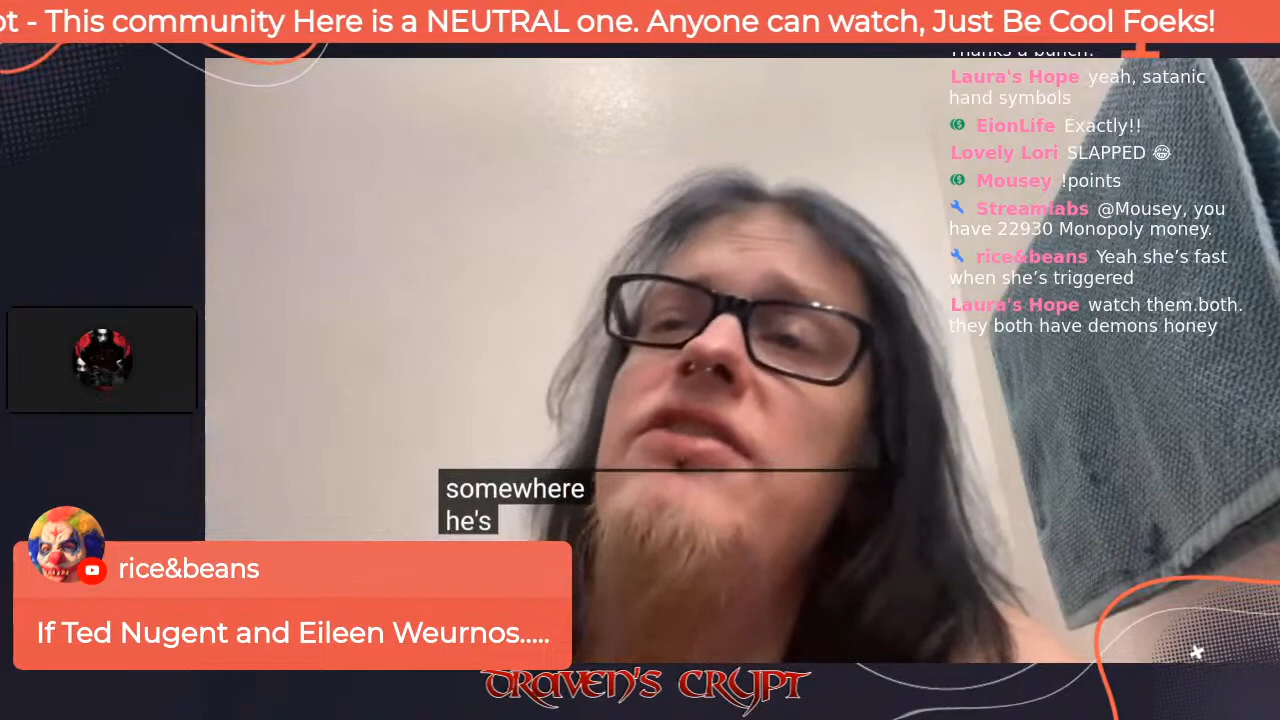 ot - This community Here is a NEUTRAL one. Anyone can watch, Just Be Cool Foeks!
Thanks a bunch!
Laura's Hope yeah, satanic
hand symbols
EionLife Exactly!!
Lovely Lori SLAPPED 😂
Mousey !points
Streamlabs @Mousey, you
have 22930 Monopoly money.
rice&beans Yeah she's fast
when she's triggered
Laura's Hope watch them.both.
they both have demons honey
somewhere
he's
rice&beans
If Ted Nugent and Eileen Weurnos.....
DRAVEN'S CRYPT